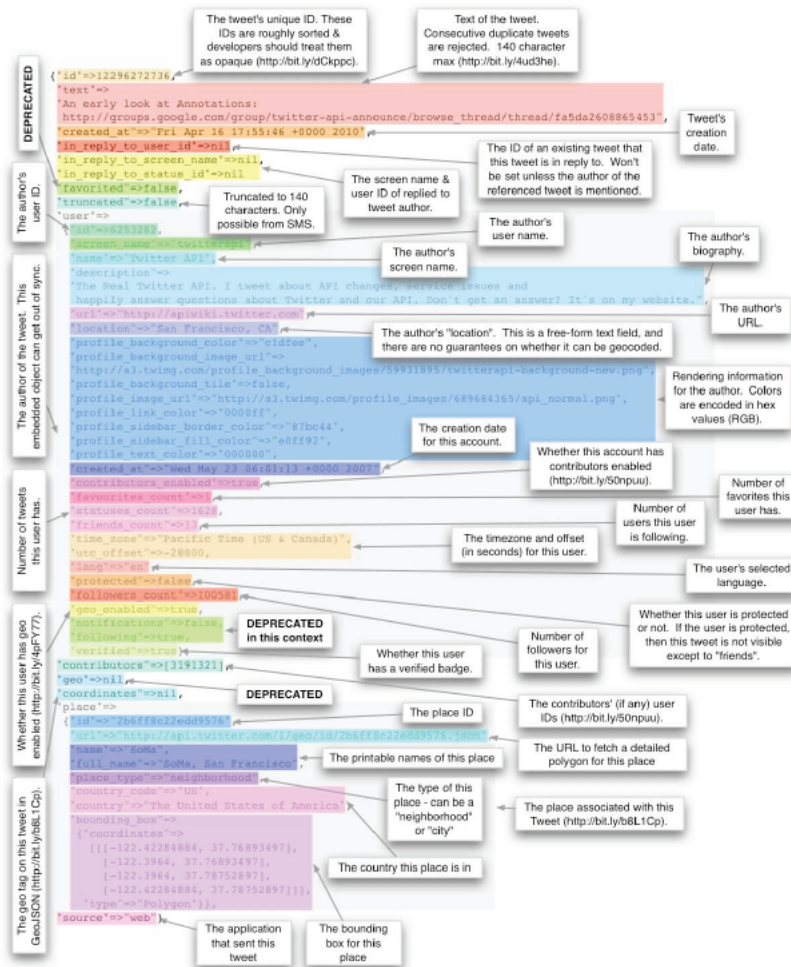 The tweet's unique ID. These
IDs are roughly sorted &
developers should treat them
as opaque (http://bit.ly/dCkppc).
Text of the tweet.
Consecutive duplicate tweets
are rejected. 140 character
max (http://bit.ly/4ud3he).
{"id"=>12296272736,
"text"=>
"An early look at Annotations:
http://groups.google.com/group/twitter-api-announce/browse_thread/thread/fa5da2608865453",
"created_at"=>"Fri Apr 16 17:55:46 +0000 2010",
Tweet's
creation
date.
"in_reply_to_user_id"=>nil,
"in_reply_to_screen_name"=>nil,
"in_reply_to_status_id"=>nil
The ID of an existing tweet that
this tweet is in reply to. Won't
be set unless the author of the
referenced tweet is mentioned.
The screen name &
user ID of replied to
tweet author.
DEPRECATED
"favorited"=>false,
"truncated"=>false,
Truncated to 140
characters. Only
possible from SMS.
The author's
user ID.
"user"=>
{"id"=>6253282,
"screen_name"=>"twitterapi",
The author's
user name.
"name"=>"Twitter API",
The author's
screen name.
"description"=>
"The Real Twitter API. I tweet about API changes, service issues and
happily answer questions about Twitter and our API. Don't get an answer? It's on my website.",
The author's
biography.
"url"=>"http://apiwiki.twitter.com",
The author's
URL.
"location"=>"San Francisco, CA",
The author's "location". This is a free-form text field, and
there are no guarantees on whether it can be geocoded.
The author of the tweet. This
embedded object can get out of sync.
"profile_background_color"=>"c1dfee",
"profile_background_image_url"=>
"http://a3.twimg.com/profile_background_images/59931895/twitterapi-background-new.png",
"profile_background_tile"=>false,
"profile_image_url"=>"http://a3.twimg.com/profile_images/689684365/api_normal.png",
"profile_link_color"=>"0000ff",
"profile_sidebar_border_color"=>"87bc44",
"profile_sidebar_fill_color"=>"e0ff92",
"profile_text_color"=>"000000",
Rendering information
for the author. Colors
are encoded in hex
values (RGB).
"created_at"=>"Wed May 23 06:01:13 +0000 2007",
The creation date
for this account.
"contributors_enabled"=>true,
Whether this account has
contributors enabled
(http://bit.ly/50npuu).
"favourites_count"=>1,
Number of
favorites this
user has.
"statuses_count"=>1628,
Number of tweets
this user has.
"friends_count"=>13,
Number of
users this user
is following.
"time_zone"=>"Pacific Time (US & Canada)",
"utc_offset"=>-28800,
The timezone and offset
(in seconds) for this user.
"lang"=>"en",
The user's selected
language.
"protected"=>false,
Whether this user is protected
or not. If the user is protected,
then this tweet is not visible
except to "friends".
"followers_count"=>100581,
Number of
followers for
this user.
"geo_enabled"=>true,
Whether this user has geo
enabled (http://bit.ly/4pFY77).
"notifications"=>false,
"following"=>true,
DEPRECATED
in this context
"verified"=>true},
Whether this user
has a verified badge.
"contributors"=>[3191321],
The contributors' (if any) user
IDs (http://bit.ly/50npuu).
"geo"=>nil,
DEPRECATED
"coordinates"=>nil,
The geo tag on this tweet in
GeoJSON (http://bit.ly/b8L1Cp).
"place"=>
{"id"=>"2b6ff8c22edd9576",
The place ID
"url"=>"http://api.twitter.com/1/geo/id/2b6ff8c22edd9576.json",
The URL to fetch a detailed
polygon for this place
"name"=>"SoMa",
"full_name"=>"SoMa, San Francisco",
The printable names of this place
"place_type"=>"neighborhood",
The type of this
place - can be a
"neighborhood"
or "city"
"country_code"=>"US",
"country"=>"The United States of America",
The country this place is in
The place associated with this
Tweet (http://bit.ly/b8L1Cp).
"bounding_box"=>
{"coordinates"=>
[[[-122.42284884, 37.76893497],
[-122.3964, 37.76893497],
[-122.3964, 37.78752897],
[-122.42284884, 37.78752897]]],
"type"=>"Polygon"}},
The bounding
box for this
place
"source"=>"web"}
The application
that sent this
tweet